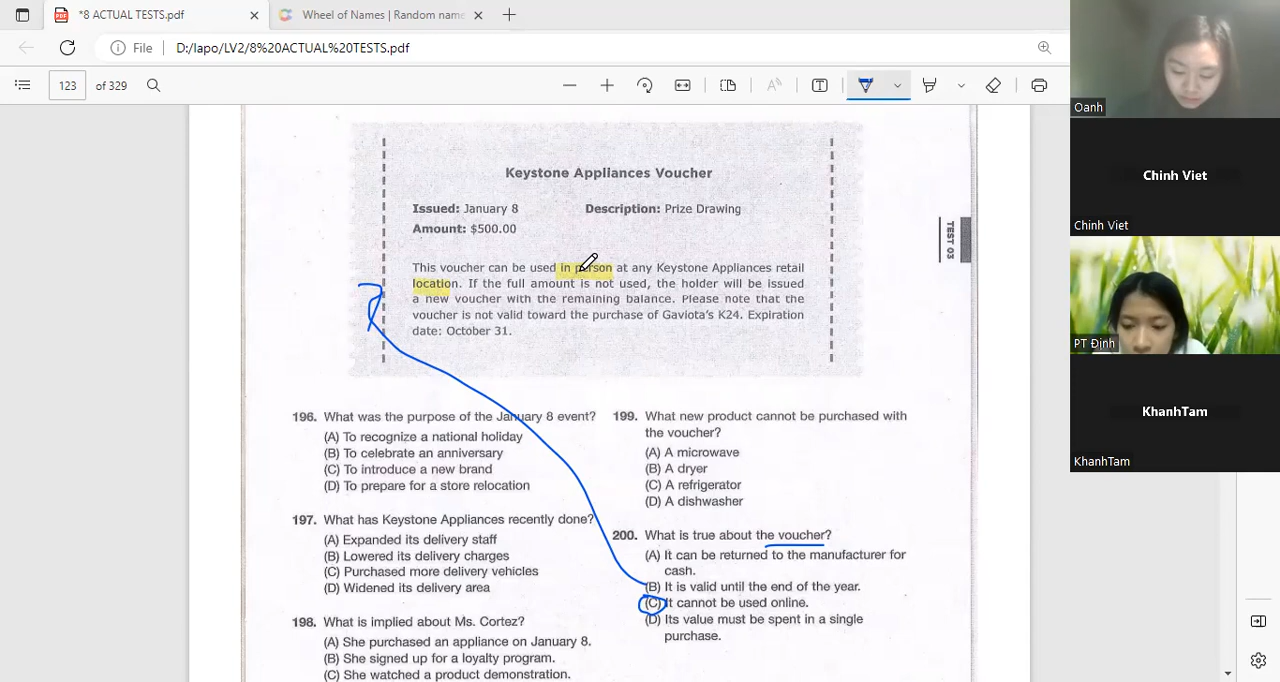 *8 ACTUAL TESTS.pdf
Wheel of Names | Random name
File D:/lapo/LV2/8%20ACTUAL%20TESTS.pdf
123 of 329
Oanh
Chinh Viet
Chinh Viet
PT Định
KhanhTam
KhanhTam
Keystone Appliances Voucher
Issued: January 8 Description: Prize Drawing
Amount: $500.00
This voucher can be used in person at any Keystone Appliances retail
location. If the full amount is not used, the holder will be issued
a new voucher with the remaining balance. Please note that the
voucher is not valid toward the purchase of Gaviota's K24. Expiration
date: October 31.
TEST 03
196. What was the purpose of the January 8 event?
(A) To recognize a national holiday
(B) To celebrate an anniversary
(C) To introduce a new brand
(D) To prepare for a store relocation
197. What has Keystone Appliances recently done?
(A) Expanded its delivery staff
(B) Lowered its delivery charges
(C) Purchased more delivery vehicles
(D) Widened its delivery area
198. What is implied about Ms. Cortez?
(A) She purchased an appliance on January 8.
(B) She signed up for a loyalty program.
(C) She watched a product demonstration.
199. What new product cannot be purchased with
the voucher?
(A) A microwave
(B) A dryer
(C) A refrigerator
(D) A dishwasher
200. What is true about the voucher?
(A) It can be returned to the manufacturer for
cash.
(B) It is valid until the end of the year.
(C) It cannot be used online.
(D) Its value must be spent in a single
purchase.